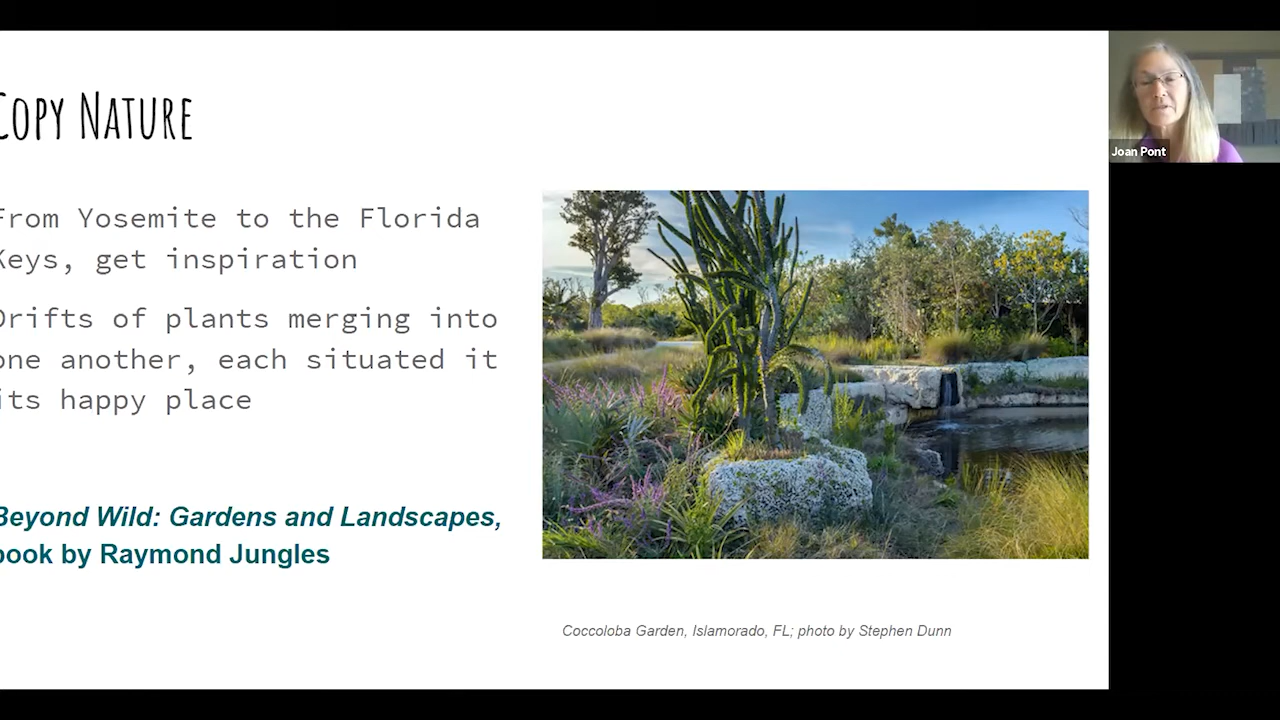 Copy Nature
From Yosemite to the Florida
Keys, get inspiration
Drifts of plants merging into
one another, each situated it
its happy place
Beyond Wild: Gardens and Landscapes,
book by Raymond Jungles
Coccoloba Garden, Islamorado, FL; photo by Stephen Dunn
Joan Pont